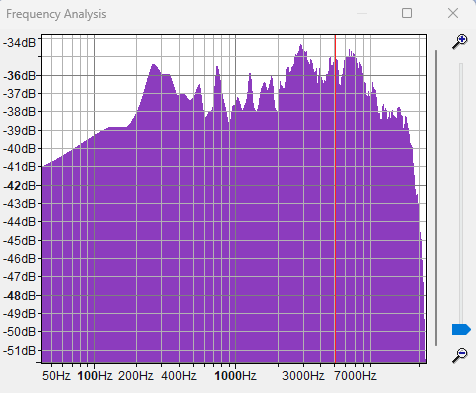 Frequency Analysis
-34dB
-36dB
-37dB
-38dB
-39dB
-40dB
-41dB
-42dB
-43dB
-44dB
-45dB
-46dB
-47dB
-48dB
-49dB
-50dB
-51dB
50Hz 100Hz 200Hz 400Hz 1000Hz 3000Hz 7000Hz